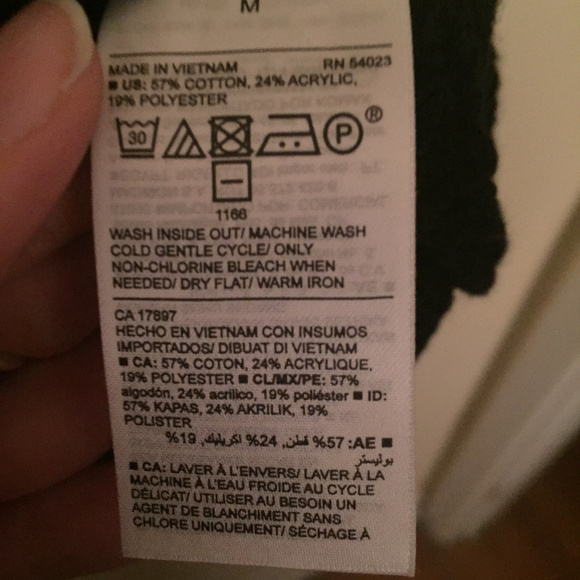 M
MADE IN VIETNAM RN 54023
■ US: 57% COTTON, 24% ACRYLIC,
19% POLYESTER
30 P ®
1166
WASH INSIDE OUT/ MACHINE WASH
COLD GENTLE CYCLE/ ONLY
NON-CHLORINE BLEACH WHEN
NEEDED/ DRY FLAT/ WARM IRON
CA 17897
HECHO EN VIETNAM CON INSUMOS
IMPORTADOS/ DIBUAT DI VIETNAM
■ CA: 57% COTON, 24% ACRYLIQUE,
19% POLYESTER ■ CL/MX/PE: 57%
algodón, 24% acrilico, 19% poliéster ■ ID:
57% KAPAS, 24% AKRILIK, 19%
POLISTER
■ AE: 57% قطن, 24% اكريليك, 19%
بوليستر
■ CA: LAVER À L'ENVERS/ LAVER À LA
MACHINE À L'EAU FROIDE AU CYCLE
DÉLICAT/ UTILISER AU BESOIN UN
AGENT DE BLANCHIMENT SANS
CHLORE UNIQUEMENT/ SÉCHAGE À